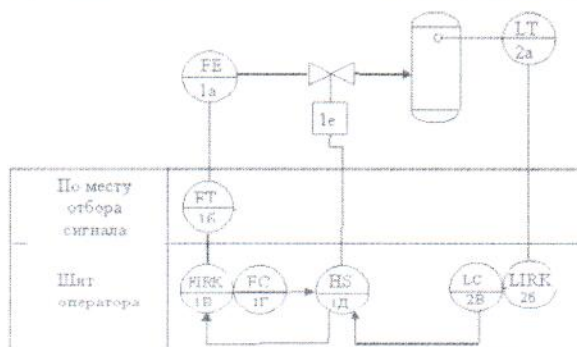 FE
1а
LT
2а
1е
По месту
отбора
сигнала
FT
1б
Щит
оператора
FIRK
1В
FC
1Г
HS
1Д
LC
2В
LIRK
2б